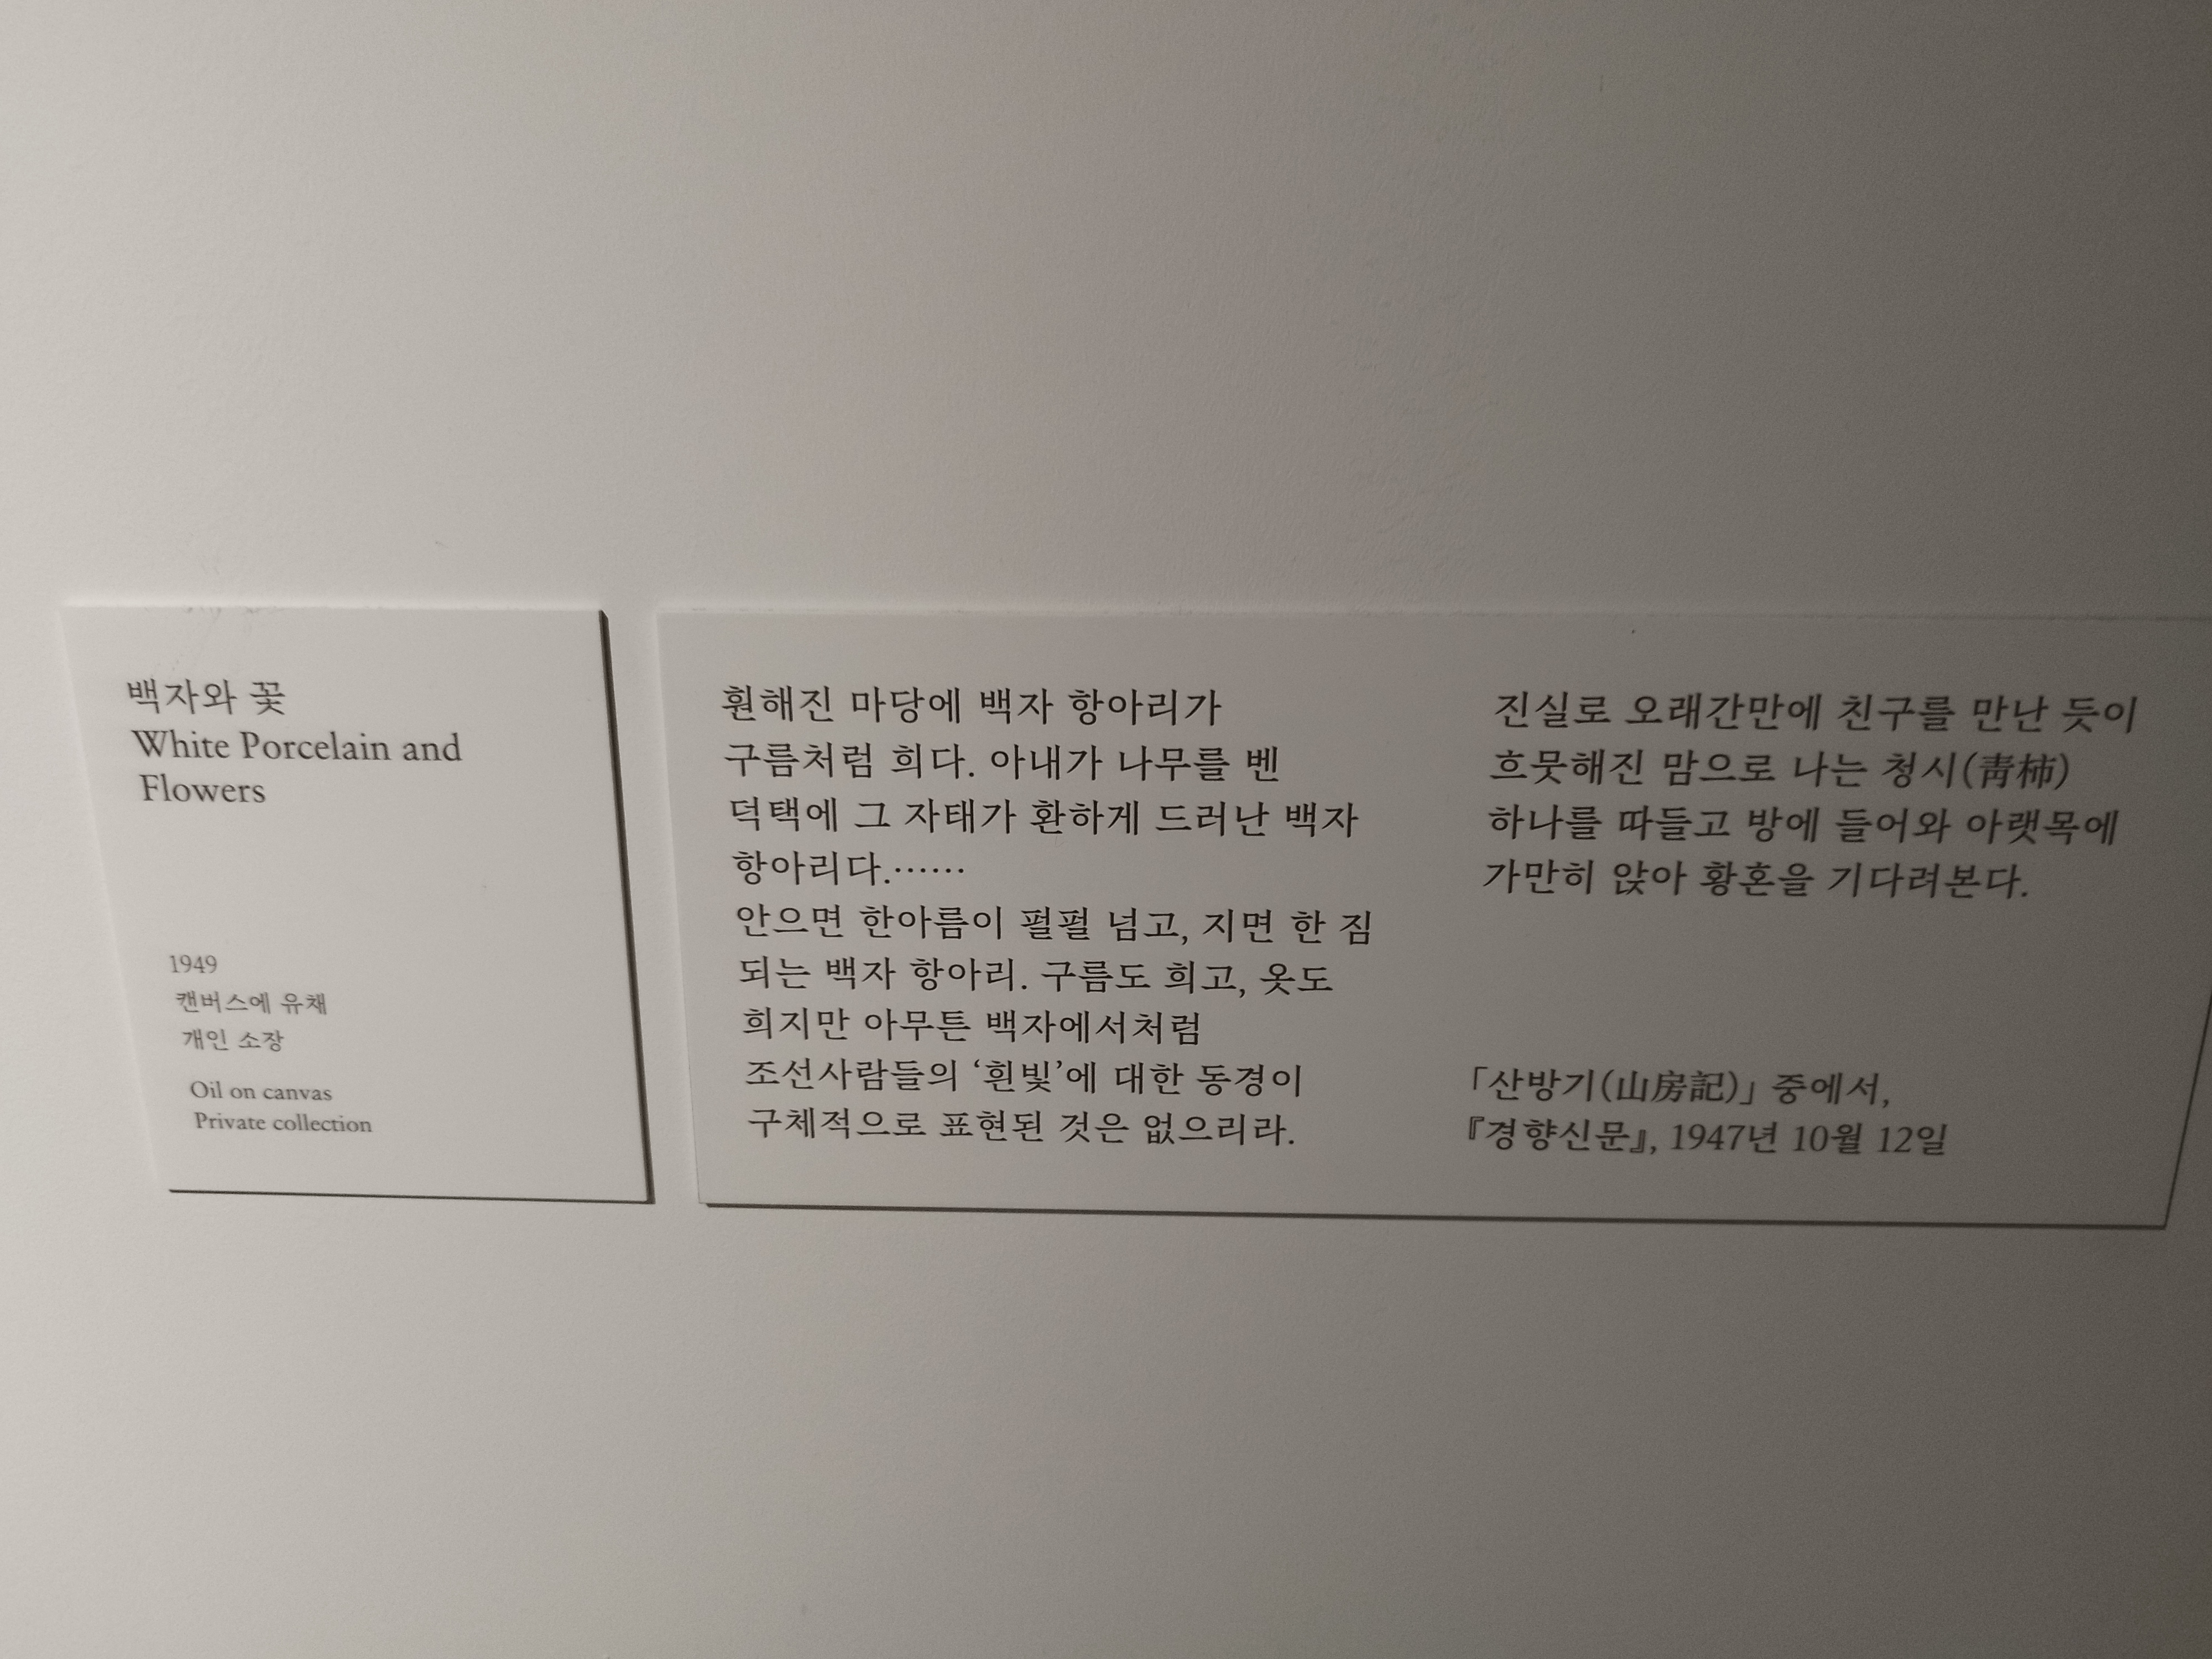 백자와 꽃
White Porcelain and
Flowers
1949
캔버스에 유채
개인 소장
Oil on canvas
Private collection
훤해진 마당에 백자 항아리가
구름처럼 희다. 아내가 나무를 벤
덕택에 그 자태가 환하게 드러난 백자
항아리다.……
안으면 한아름이 펄펄 넘고, 지면 한 짐
되는 백자 항아리. 구름도 희고, 옷도
희지만 아무튼 백자에서처럼
조선사람들의 ‘흰빛’에 대한 동경이
구체적으로 표현된 것은 없으리라.
진실로 오래간만에 친구를 만난 듯이
흐뭇해진 맘으로 나는 청시(靑柿)
하나를 따들고 방에 들어와 아랫목에
가만히 앉아 황혼을 기다려본다.
「산방기(山房記)」 중에서,
『경향신문』, 1947년 10월 12일